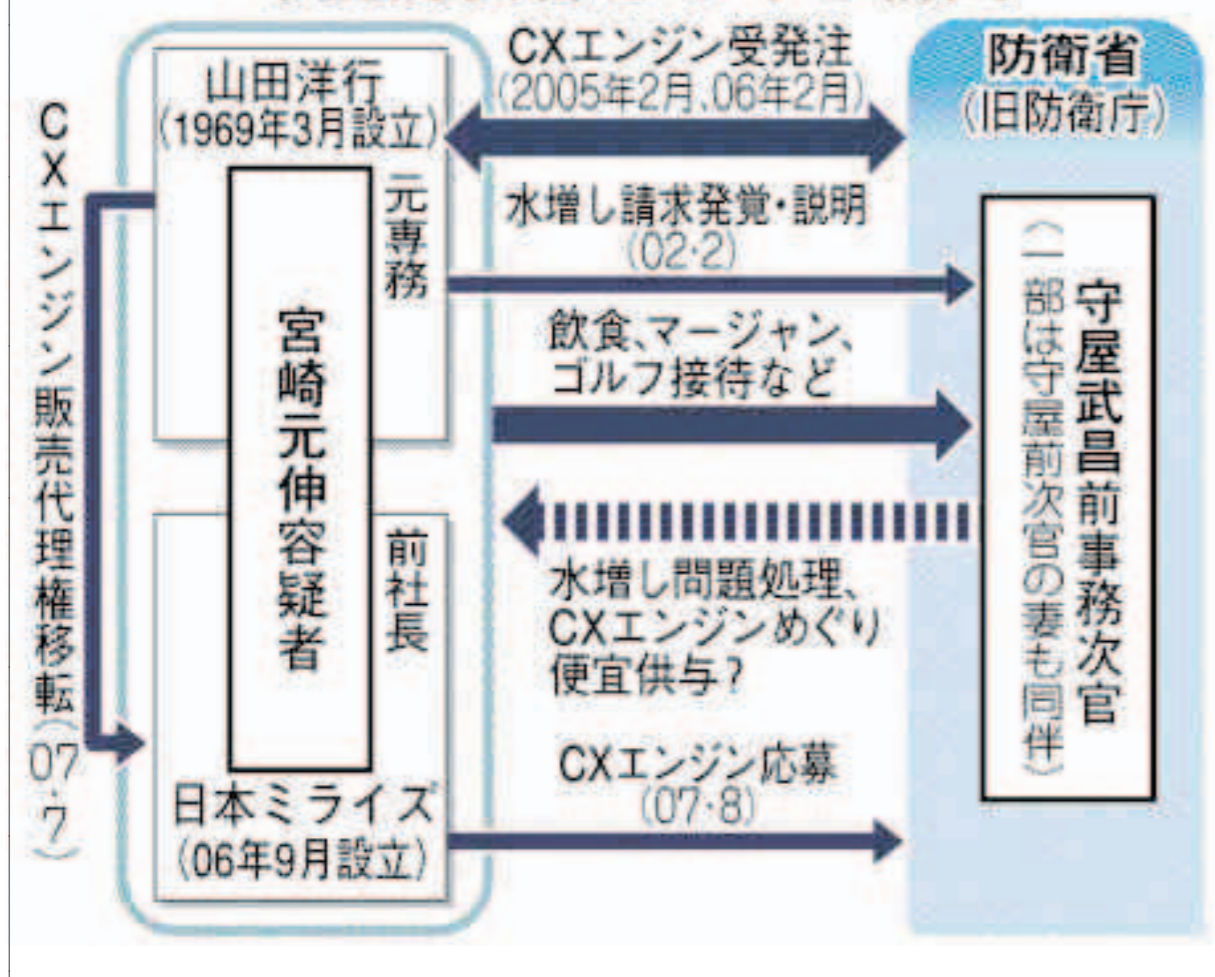 CXエンジン販売代理権移転(07・7)
山田洋行
(1969年3月設立)
元専務
宮崎元伸容疑者
前社長
日本ミライズ
(06年9月設立)
CXエンジン受発注
(2005年2月、06年2月)
水増し請求発覚・説明
(02・2)
飲食、マージャン、
ゴルフ接待など
水増し問題処理、
CXエンジンめぐり
便宜供与?
CXエンジン応募
(07・8)
防衛省
(旧防衛庁)
守屋武昌前事務次官
(一部は守屋前次官の妻も同伴)